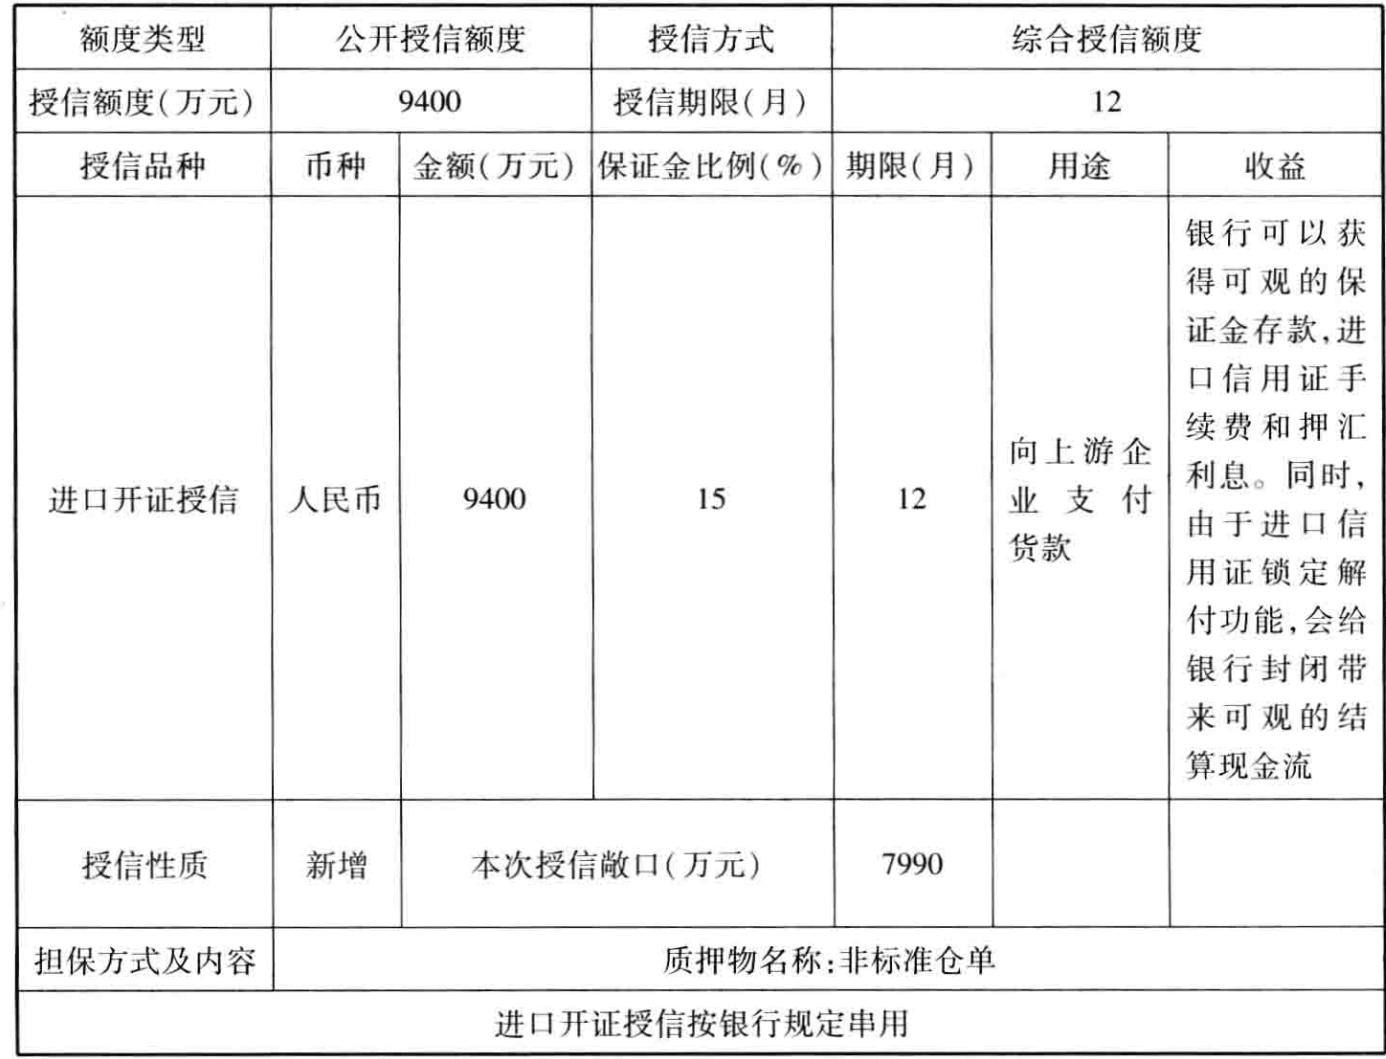 额度类型 公开授信额度 授信方式 综合授信额度
授信额度(万元) 9400 授信期限(月) 12
授信品种 币种 金额(万元) 保证金比例(%) 期限(月) 用途 收益
进口开证授信 人民币 9400 15 12
向上游企
业支付
货款
银行可以获
得可观的保
证金存款,进
口信用证手
续费和押汇
利息。同时,
由于进口信
用证锁定解
付功能,会给
银行封闭带
来可观的结
算现金流
授信性质 新增 本次授信敞口(万元) 7990
担保方式及内容 质押物名称:非标准仓单
进口开证授信按银行规定串用